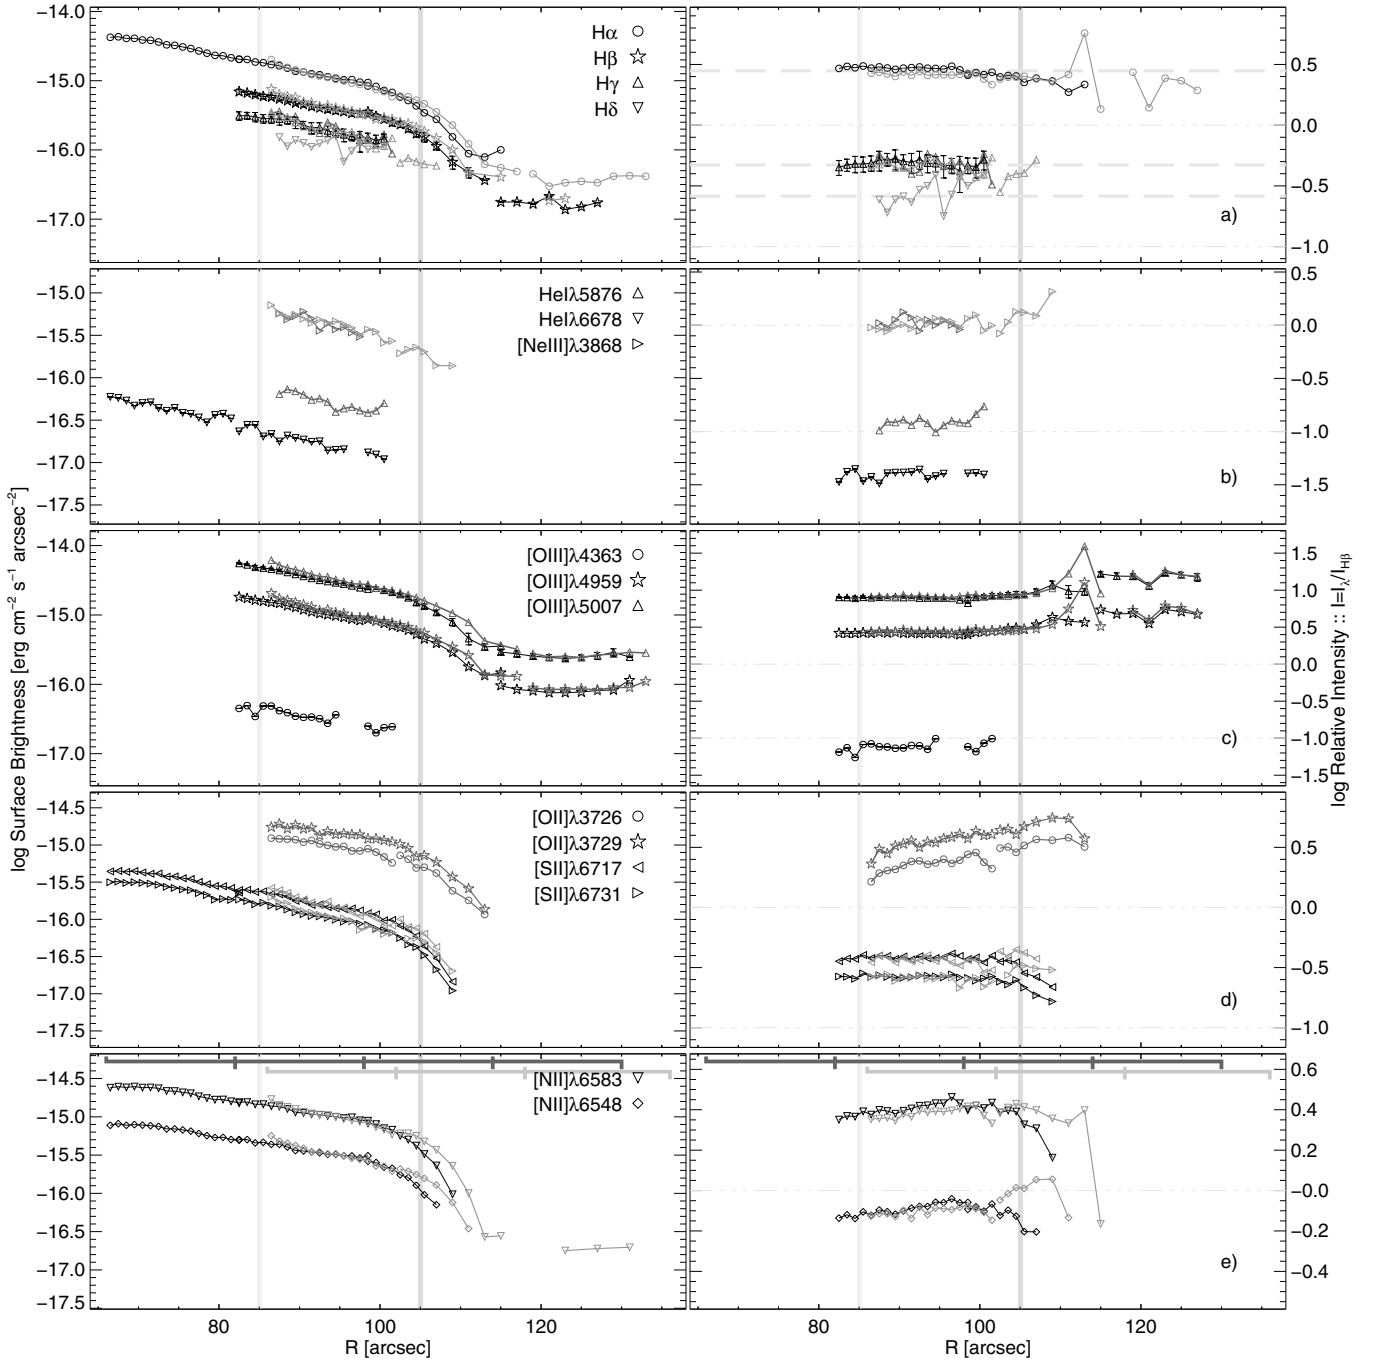 −14.0
−15.0
−16.0
−17.0
Hα
Hβ
Hγ
Hδ
0.5
0.0
−0.5
−1.0
a)
−15.0
−15.5
−16.0
−16.5
−17.0
−17.5
HeIλ5876
HeIλ6678
[NeIII]λ3868
0.5
0.0
−0.5
−1.0
−1.5
b)
−14.0
−15.0
−16.0
−17.0
[OIII]λ4363
[OIII]λ4959
[OIII]λ5007
1.5
1.0
0.5
0.0
−0.5
−1.0
−1.5
c)
log Surface Brightness [erg cm−2 s−1 arcsec−2]
log Relative Intensity :: I=Iλ/IHβ
−14.5
−15.0
−15.5
−16.0
−16.5
−17.0
−17.5
[OII]λ3726
[OII]λ3729
[SII]λ6717
[SII]λ6731
0.5
0.0
−0.5
−1.0
d)
−14.5
−15.0
−15.5
−16.0
−16.5
−17.0
−17.5
[NII]λ6583
[NII]λ6548
0.6
0.4
0.2
−0.0
−0.2
−0.4
e)
80 100 120
R [arcsec]
80 100 120
R [arcsec]